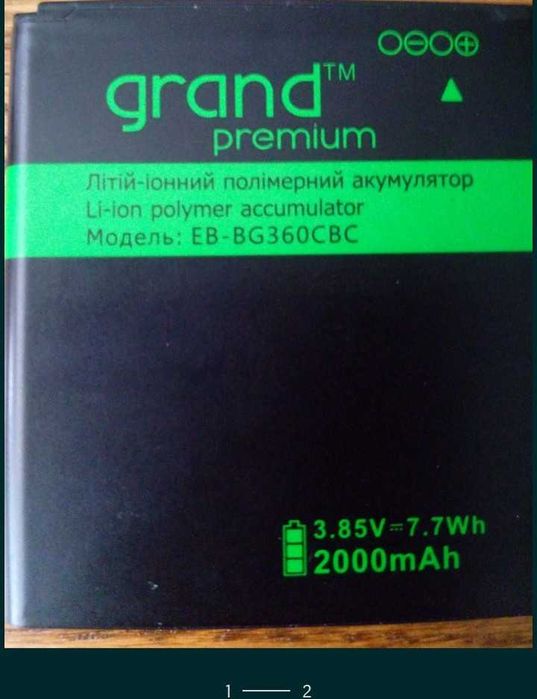 grand™
premium
Літій-іонний полімерний акумулятор
Li-ion polymer accumulator
Модель: EB-BG360CBC
3.85V⎓7.7Wh
2000mAh
1 — 2